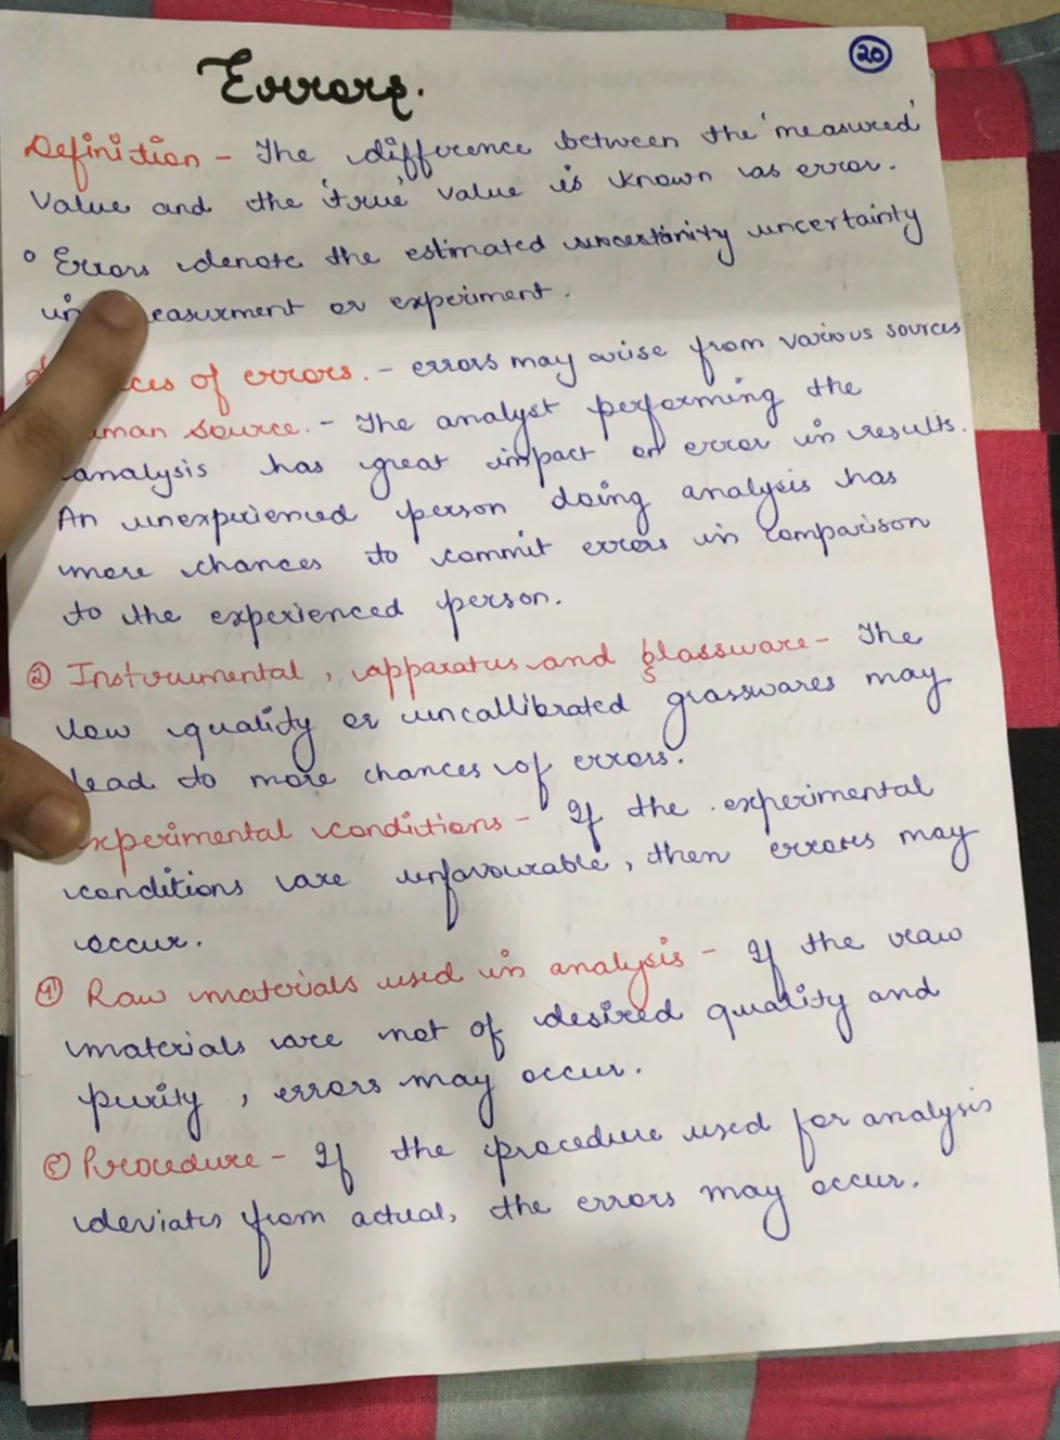 20
Errors.
Definition - The difference between the 'measured'
Value and the 'true' value is known as error.
Errors denote the estimated uncestanity uncertainty
in easurment or experiment.
ces of errors. - errors may arise from various sources
man source. - The analyst performing the
analysis has great impact on error in results.
An unexperienced person doing analysis has
more chances to commit errors in comparison
to the experienced person.
② Instrumental, apparatus and glassware - The
low quality or uncallibrated grasswares may
lead to more chances of errors.
xperimental conditions - If the experimental
conditions are unfavourable, then errors may
occur.
④ Raw materials used in analysis - If the raw
materials are not of desired quality and
purity, errors may occur.
⑤ Procedure - If the procedure used for analysis
deviates from actual, the errors may occur.